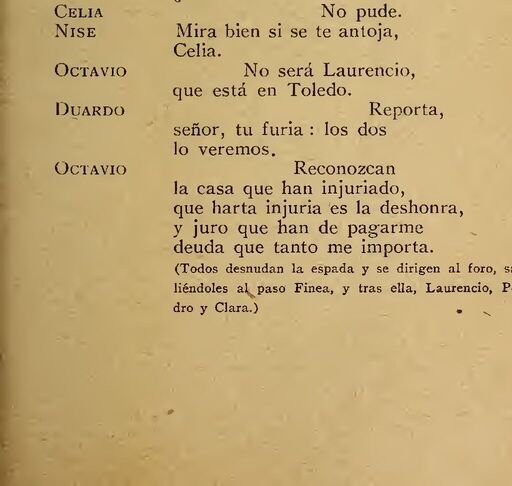 CELIA No pude.
NISE Mira bien si se te antoja,
Celia.
OCTAVIO No será Laurencio,
que está en Toledo.
DUARDO Reporta,
señor, tu furia : los dos
lo veremos.
OCTAVIO Reconozcan
la casa que han injuriado,
que harta injuria es la deshonra,
y juro que han de pagarme
deuda que tanto me importa.
(Todos desnudan la espada y se dirigen al foro, sa
liéndoles al paso Finea, y tras ella, Laurencio, P
dro y Clara.)